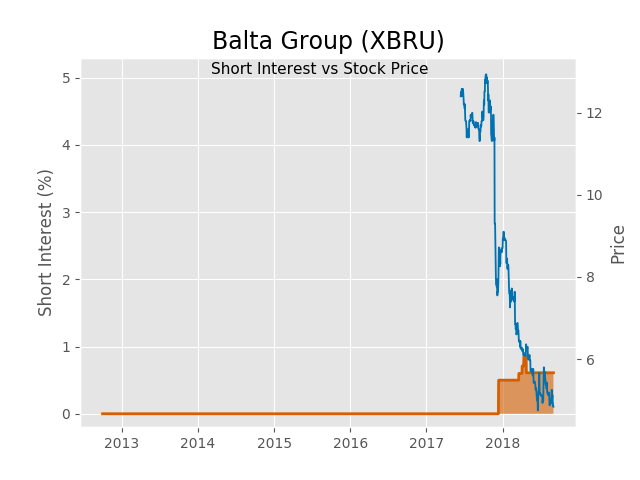 Balta Group (XBRU)
Short Interest vs Stock Price
Short Interest (%)
5
4
3
2
1
0
12
10
8
6
Price
2013 2014 2015 2016 2017 2018